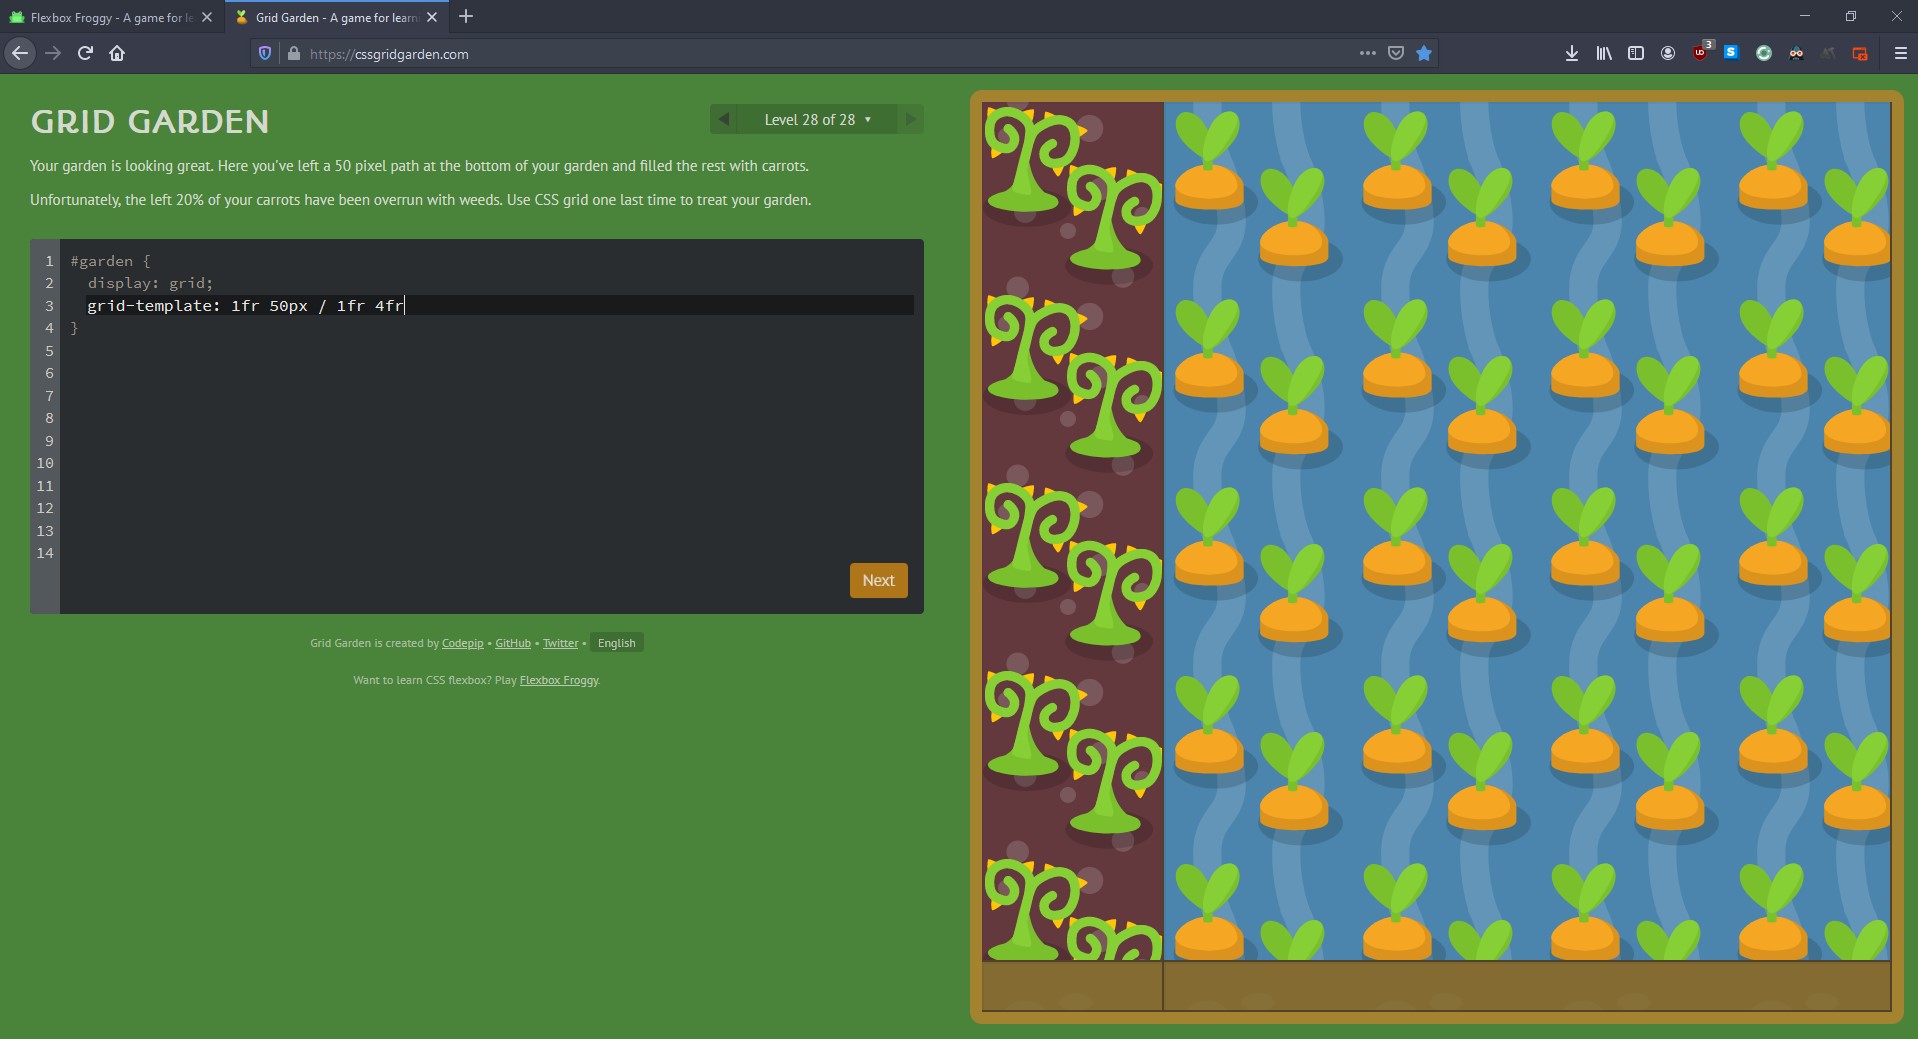 Flexbox Froggy - A game for le
Grid Garden - A game for learn
https://cssgridgarden.com
3
GRID GARDEN
Level 28 of 28
Your garden is looking great. Here you've left a 50 pixel path at the bottom of your garden and filled the rest with carrots.
Unfortunately, the left 20% of your carrots have been overrun with weeds. Use CSS grid one last time to treat your garden.
1 #garden {
2 display: grid;
3 grid-template: 1fr 50px / 1fr 4fr
4 }
5
6
7
8
9
10
11
12
13
14
Next
Grid Garden is created by Codepip • GitHub • Twitter • English
Want to learn CSS flexbox? Play Flexbox Froggy.